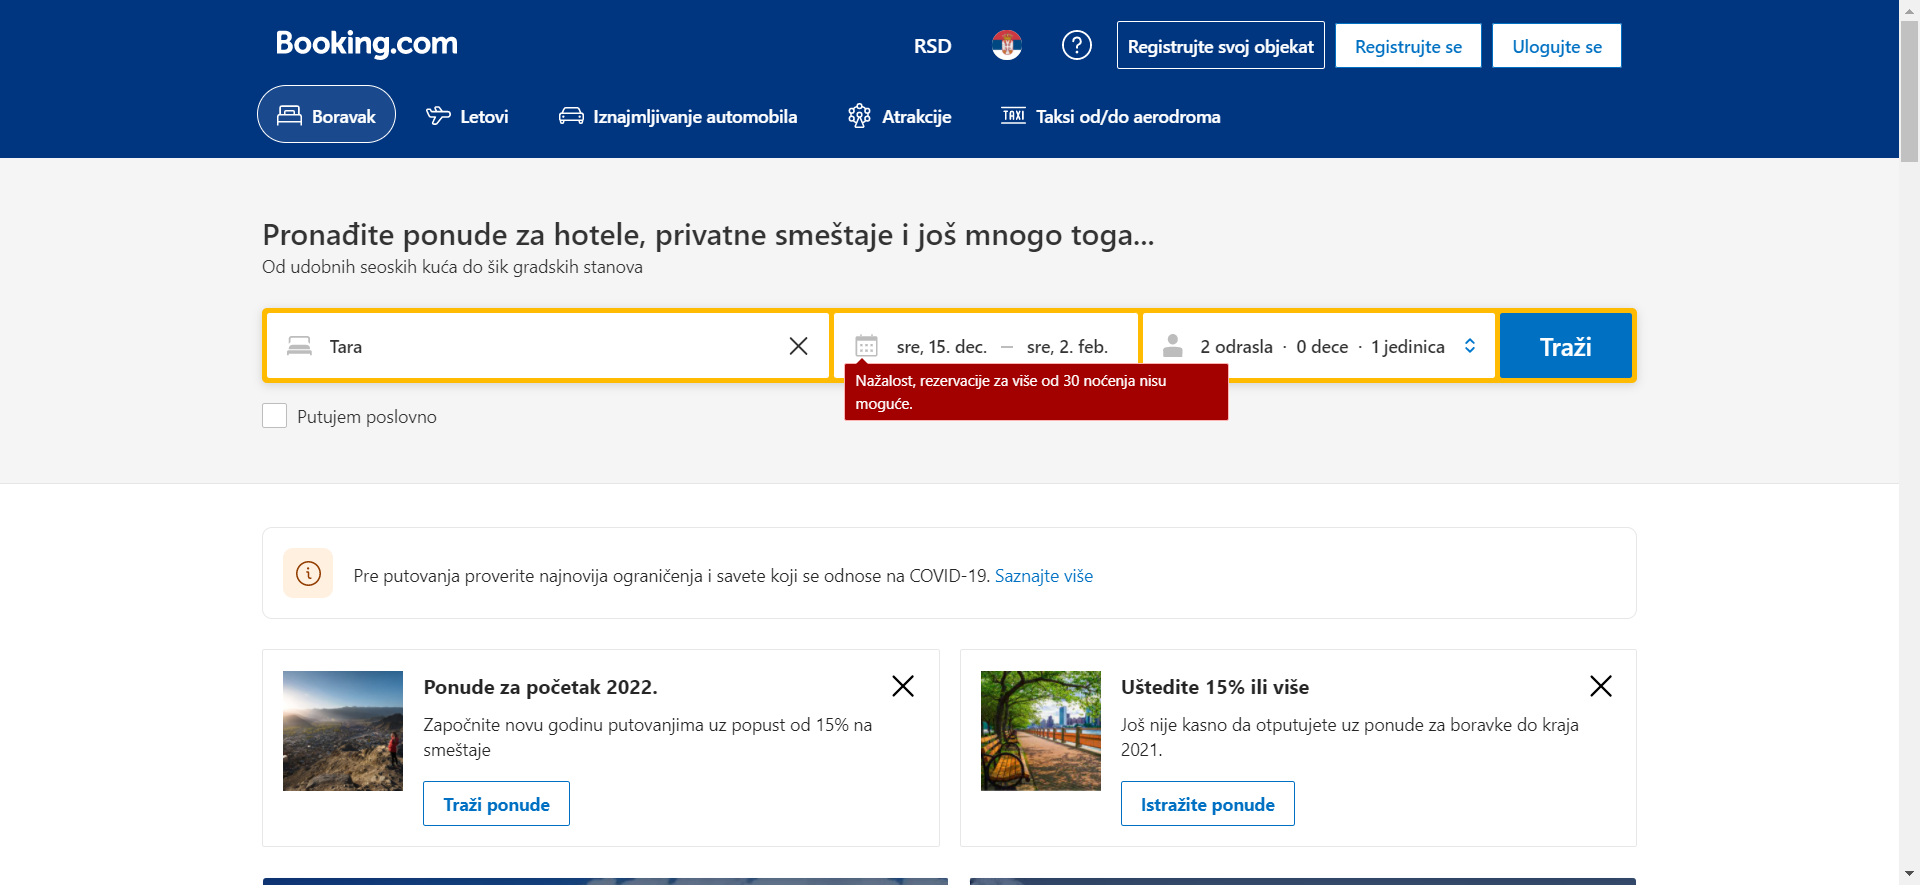 Booking.com
RSD
?
Registrujte svoj objekat
Registrujte se
Ulogujte se
Boravak
Letovi
Iznajmljivanje automobila
Atrakcije
TAXI
Taksi od/do aerodroma
Pronađite ponude za hotele, privatne smeštaje i još mnogo toga...
Od udobnih seoskih kuća do šik gradskih stanova
Tara
sre, 15. dec. — sre, 2. feb.
2 odrasla · 0 dece · 1 jedinica
Traži
Nažalost, rezervacije za više od 30 noćenja nisu
moguće.
Putujem poslovno
Pre putovanja proverite najnovija ograničenja i savete koji se odnose na COVID-19. Saznajte više
Ponude za početak 2022.
Započnite novu godinu putovanjima uz popust od 15% na
smeštaje
Traži ponude
Uštedite 15% ili više
Još nije kasno da otputujete uz ponude za boravke do kraja
2021.
Istražite ponude